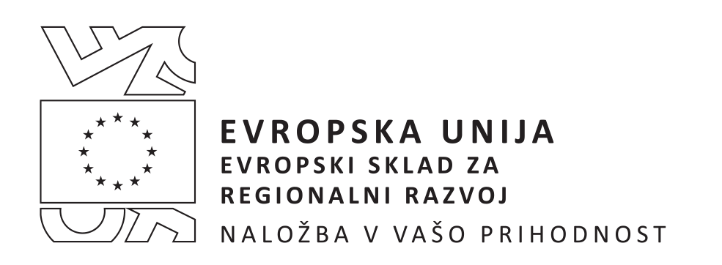 EVROPSKA UNIJA
EVROPSKI SKLAD ZA
REGIONALNI RAZVOJ
NALOŽBA V VAŠO PRIHODNOST